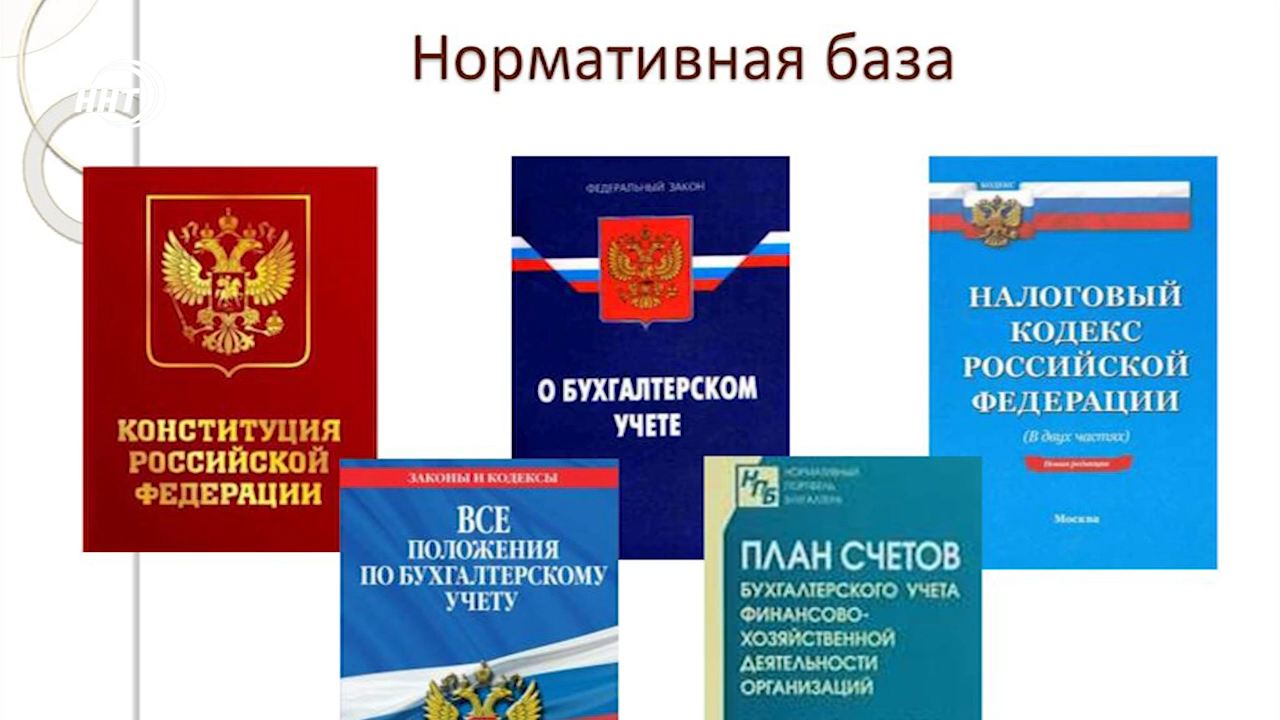 Нормативная база
ННТ
КОНСТИТУЦИЯ
РОССИЙСКОЙ
ФЕДЕРАЦИИ
ФЕДЕРАЛЬНЫЙ ЗАКОН
О БУХГАЛТЕРСКОМ
УЧЕТЕ
КОДЕКС
НАЛОГОВЫЙ
КОДЕКС
РОССИЙСКОЙ
ФЕДЕРАЦИИ
(В двух частях)
Новая редакция
Москва
ЗАКОНЫ И КОДЕКСЫ
ВСЕ
ПОЛОЖЕНИЯ
ПО БУХГАЛТЕРСКОМУ
УЧЕТУ
НПБ
НОРМАТИВНЫЙ
ПОРТФЕЛЬ
БУХГАЛТЕРА
ПЛАН СЧЕТОВ
БУХГАЛТЕРСКОГО УЧЕТА
ФИНАНСОВО-
ХОЗЯЙСТВЕННОЙ
ДЕЯТЕЛЬНОСТИ
ОРГАНИЗАЦИЙ